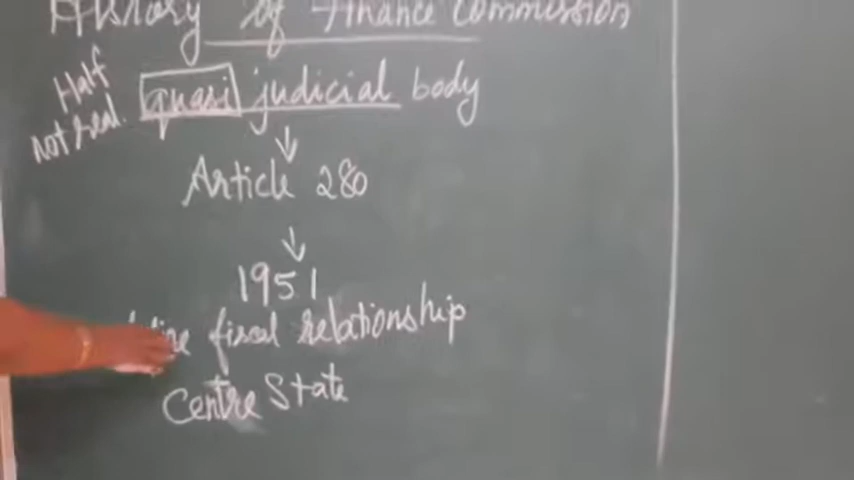 History of Finance Commission
Half
not real.
quasi judicial body
Article 280
1951
fiscal relationship
Centre State